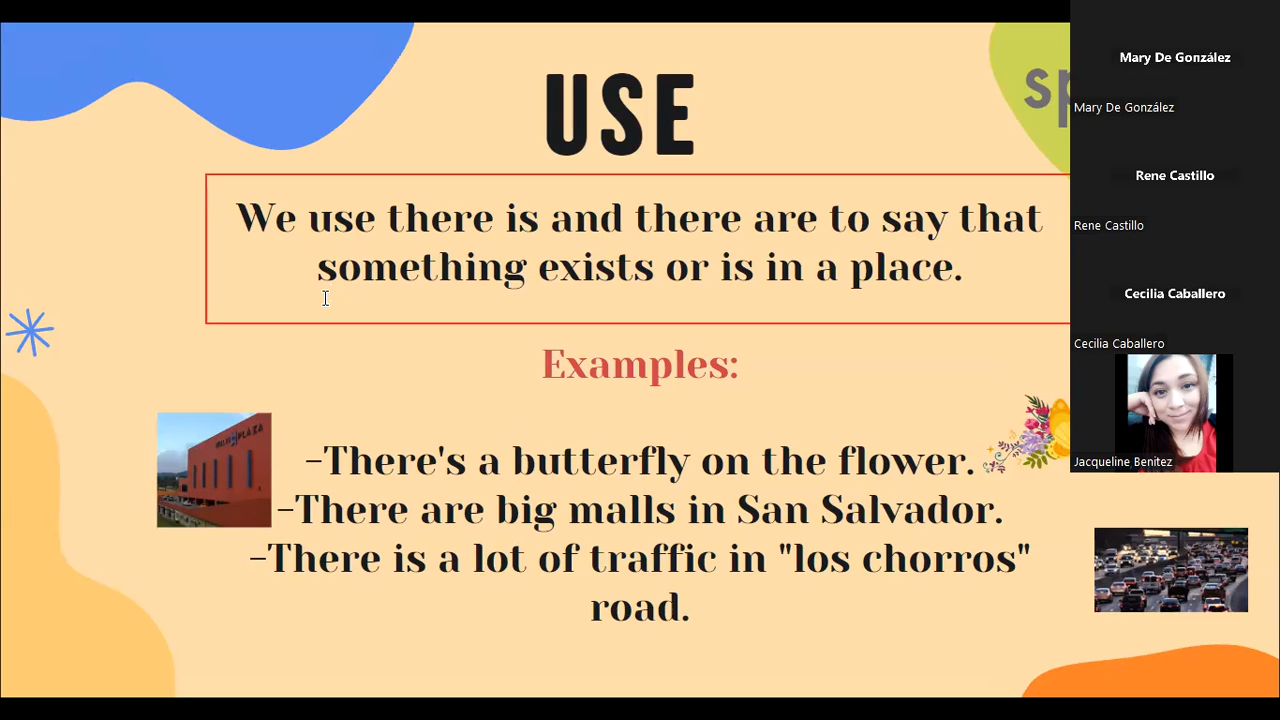 USE
sp
We use there is and there are to say that
something exists or is in a place.
Examples:
-There's a butterfly on the flower.
-There are big malls in San Salvador.
-There is a lot of traffic in "los chorros"
road.
PLAZA
Mary De González
Mary De González
Rene Castillo
Rene Castillo
Cecilia Caballero
Cecilia Caballero
Jacqueline Benitez